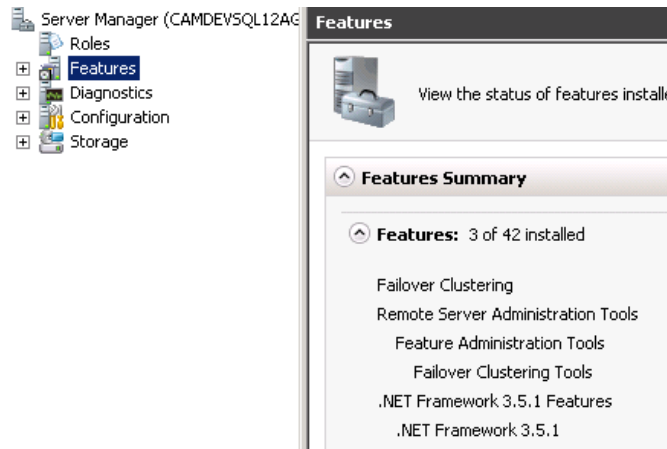 Server Manager (CAMDEVSQL12AG
Roles
Features
Diagnostics
Configuration
Storage
Features
View the status of features installe
Features Summary
Features: 3 of 42 installed
Failover Clustering
Remote Server Administration Tools
Feature Administration Tools
Failover Clustering Tools
.NET Framework 3.5.1 Features
.NET Framework 3.5.1